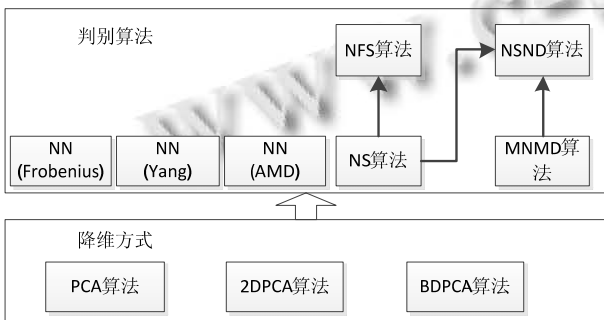 判别算法
NFS算法
NSND算法
NN
(Frobenius)
NN
(Yang)
NN
(AMD)
NS算法
MNMD算
法
降维方式
PCA算法
2DPCA算法
BDPCA算法